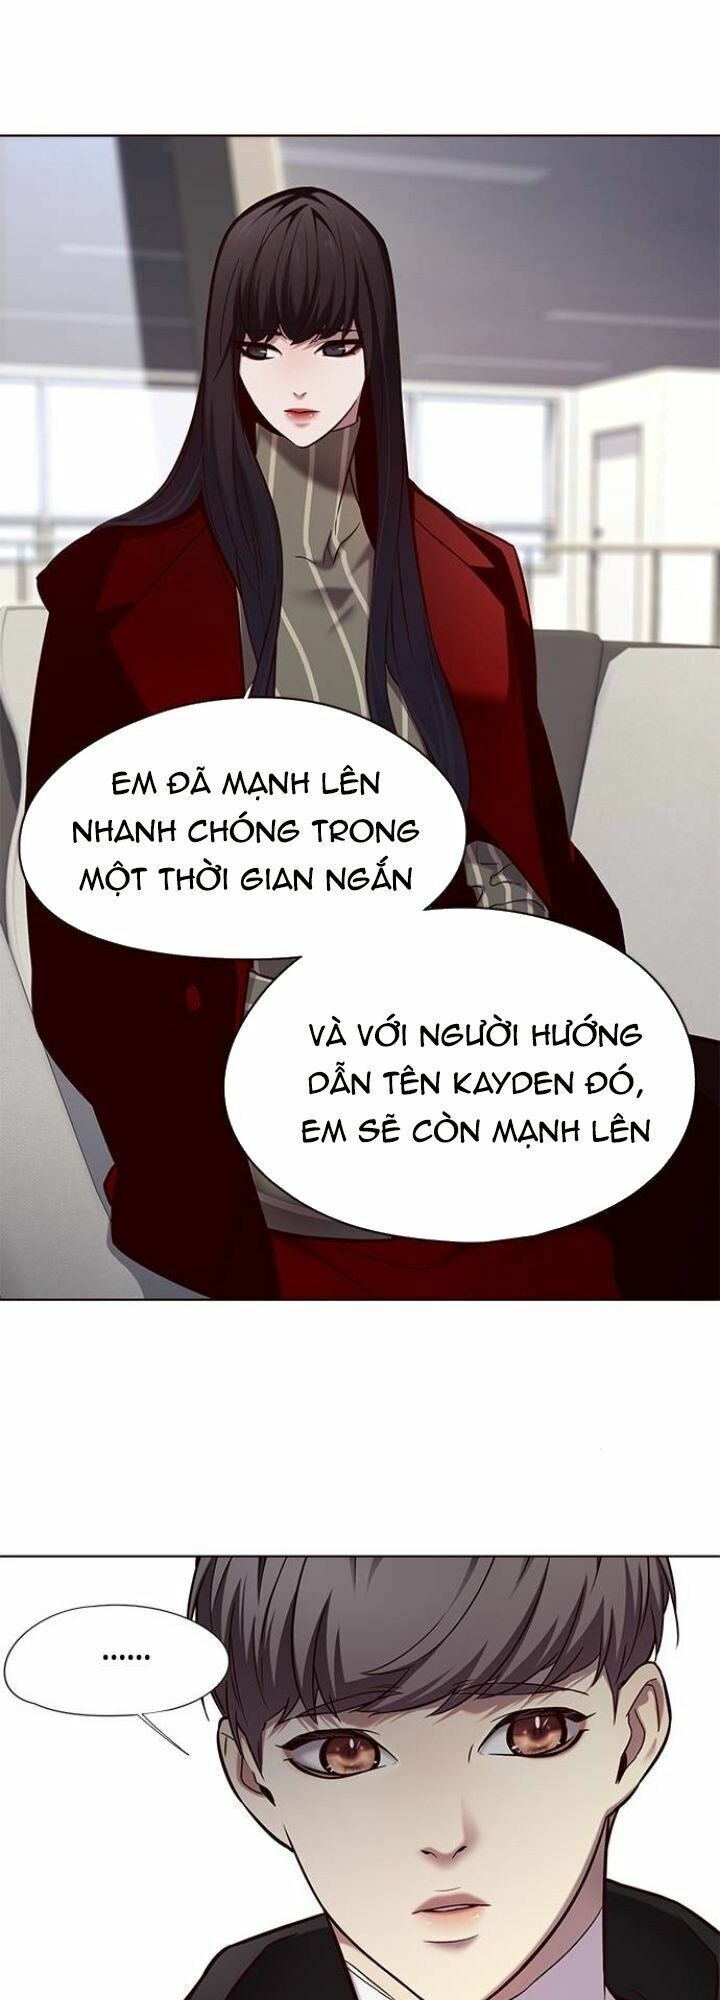 EM ĐÃ MẠNH LÊN
NHANH CHÓNG TRONG
MỘT THỜI GIAN NGẮN
VÀ VỚI NGƯỜI HƯỚNG
DẪN TÊN KAYDEN ĐÓ,
EM SẼ CÒN MẠNH LÊN
......